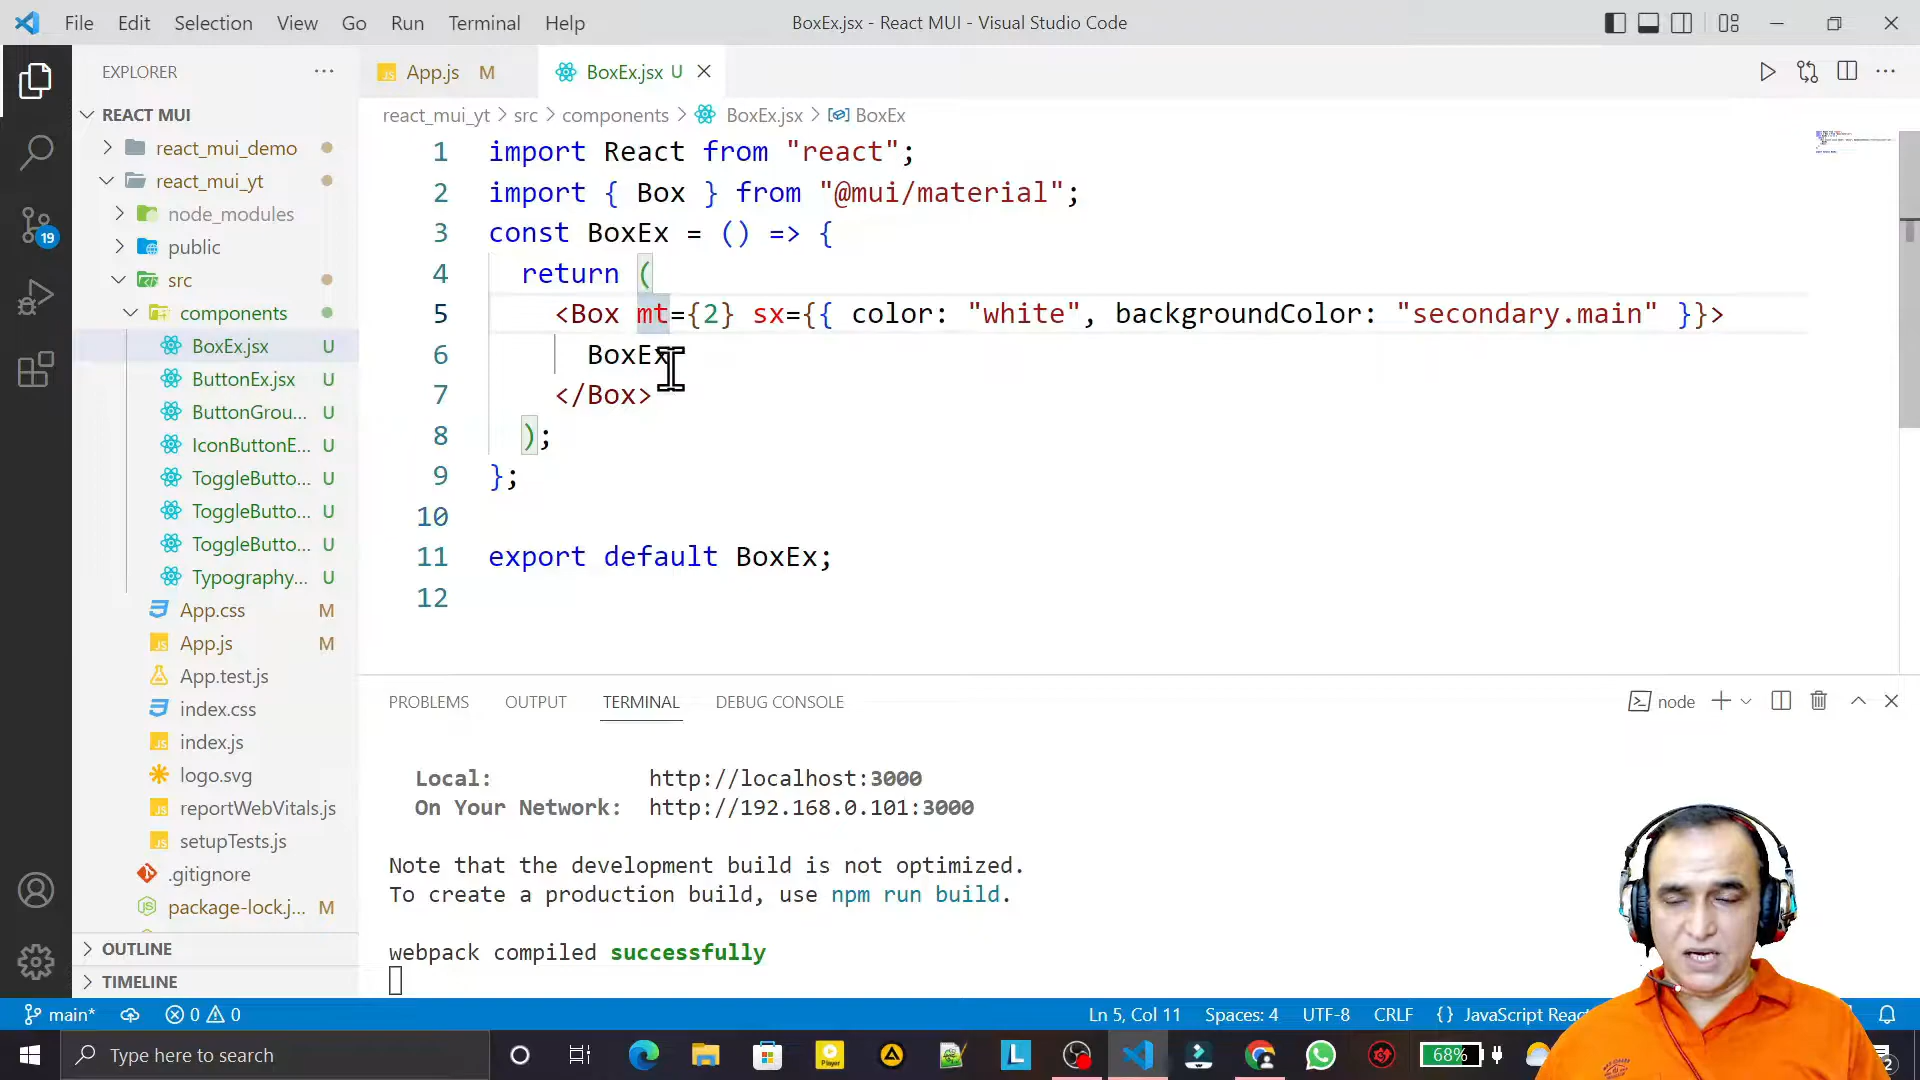 File Edit Selection View Go Run Terminal Help
BoxEx.jsx - React MUI - Visual Studio Code
EXPLORER
REACT MUI
react_mui_demo
react_mui_yt
node_modules
public
src
components
BoxEx.jsx U
ButtonEx.jsx U
ButtonGrou... U
IconButtonE... U
ToggleButto... U
ToggleButto... U
ToggleButto... U
Typography... U
App.css M
App.js M
App.test.js
index.css
index.js
logo.svg
reportWebVitals.js
setupTests.js
.gitignore
package-lock.j... M
OUTLINE
TIMELINE
19
JS App.js M
BoxEx.jsx U
react_mui_yt > src > components > BoxEx.jsx > BoxEx
1 import React from "react";
2 import { Box } from "@mui/material";
3 const BoxEx = () => {
4 return (
5 <Box mt={2} sx={{ color: "white", backgroundColor: "secondary.main" }}>
6 BoxEx
7 </Box>
8 );
9 };
10
11 export default BoxEx;
12
PROBLEMS OUTPUT TERMINAL DEBUG CONSOLE
node
Local: http://localhost:3000
On Your Network: http://192.168.0.101:3000
Note that the development build is not optimized.
To create a production build, use npm run build.
webpack compiled successfully
main* 0 0
Ln 5, Col 11 Spaces: 4 UTF-8 CRLF {} JavaScript Reac
Type here to search
68%
2